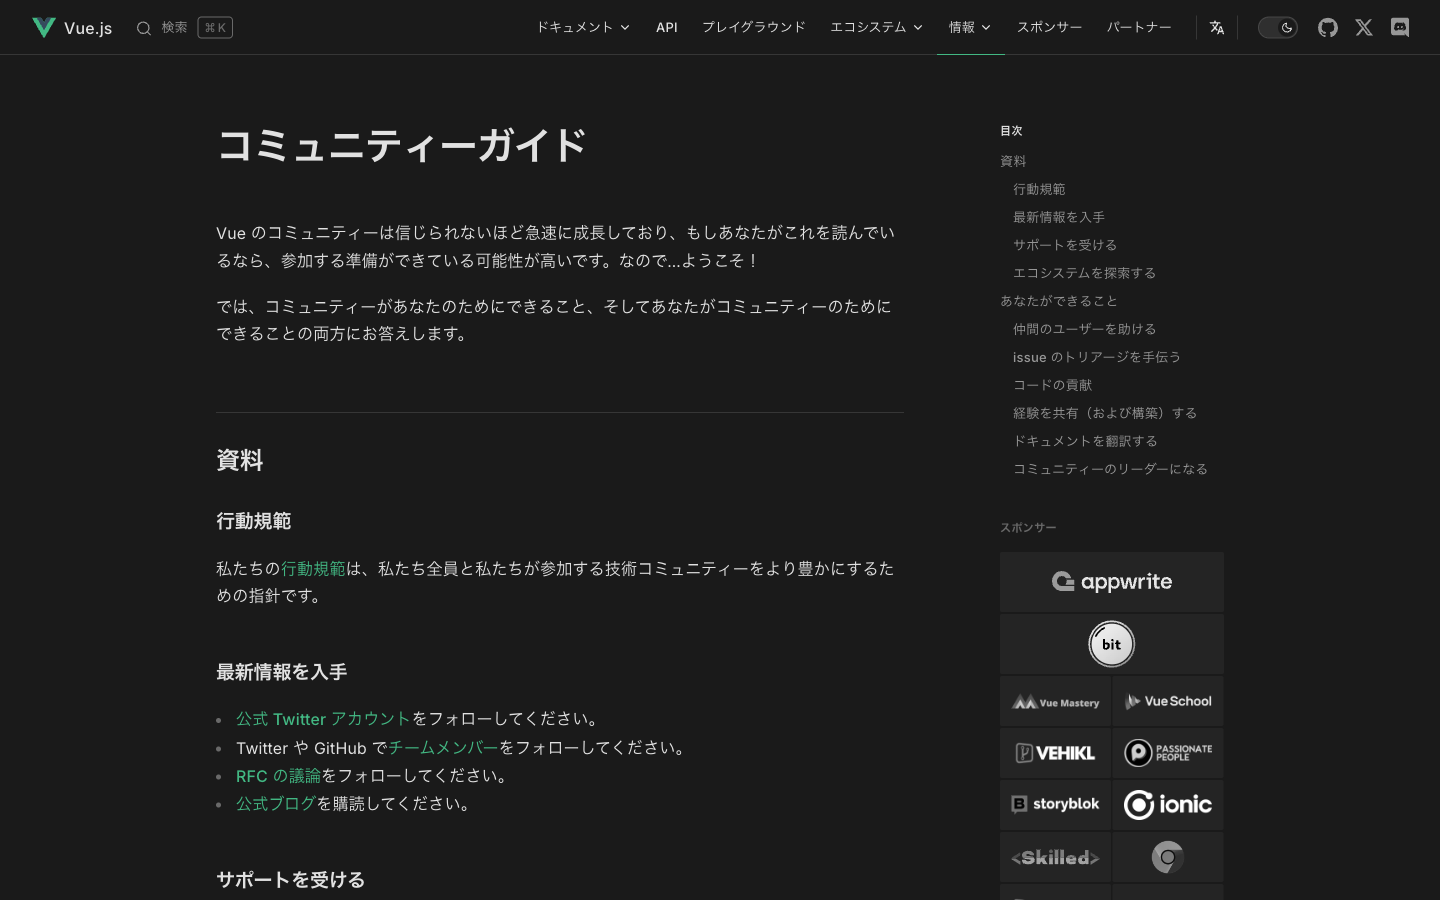 Vue.js
検索
⌘ K
ドキュメント
API
プレイグラウンド
エコシステム
情報
スポンサー
パートナー
コミュニティーガイド
Vue のコミュニティーは信じられないほど急速に成長しており、もしあなたがこれを読んでい
るなら、参加する準備ができている可能性が高いです。なので...ようこそ！
では、コミュニティーがあなたのためにできること、そしてあなたがコミュニティーのために
できることの両方にお答えします。
資料
行動規範
私たちの行動規範は、私たち全員と私たちが参加する技術コミュニティーをより豊かにするた
めの指針です。
最新情報を入手
公式 Twitter アカウントをフォローしてください。
Twitter や GitHub でチームメンバーをフォローしてください。
RFC の議論をフォローしてください。
公式ブログを購読してください。
サポートを受ける
目次
資料
行動規範
最新情報を入手
サポートを受ける
エコシステムを探索する
あなたができること
仲間のユーザーを助ける
issue のトリアージを手伝う
コードの貢献
経験を共有（および構築）する
ドキュメントを翻訳する
コミュニティーのリーダーになる
スポンサー
appwrite
bit
Vue Mastery
Vue School
VEHIKL
PASSIONATE
PEOPLE
storyblok
ionic
<Skilled>